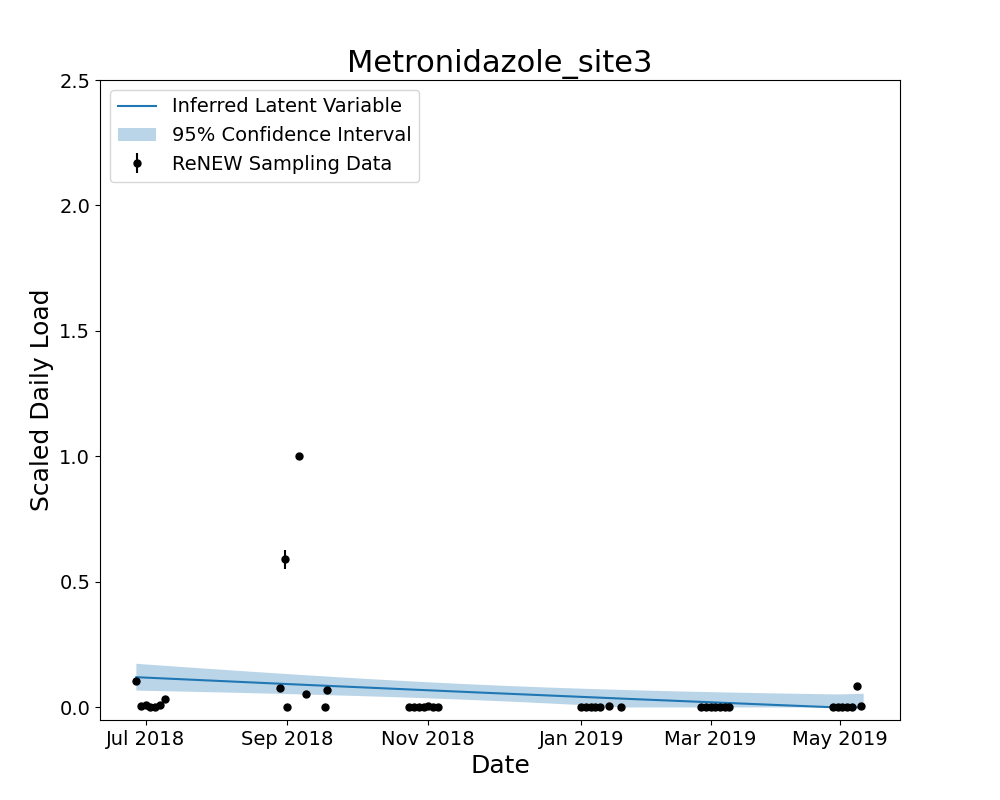 Metronidazole_site3
2.5
2.0
1.5
1.0
0.5
0.0
Scaled Daily Load
Inferred Latent Variable
95% Confidence Interval
ReNEW Sampling Data
Jul 2018 Sep 2018 Nov 2018 Jan 2019 Mar 2019 May 2019
Date